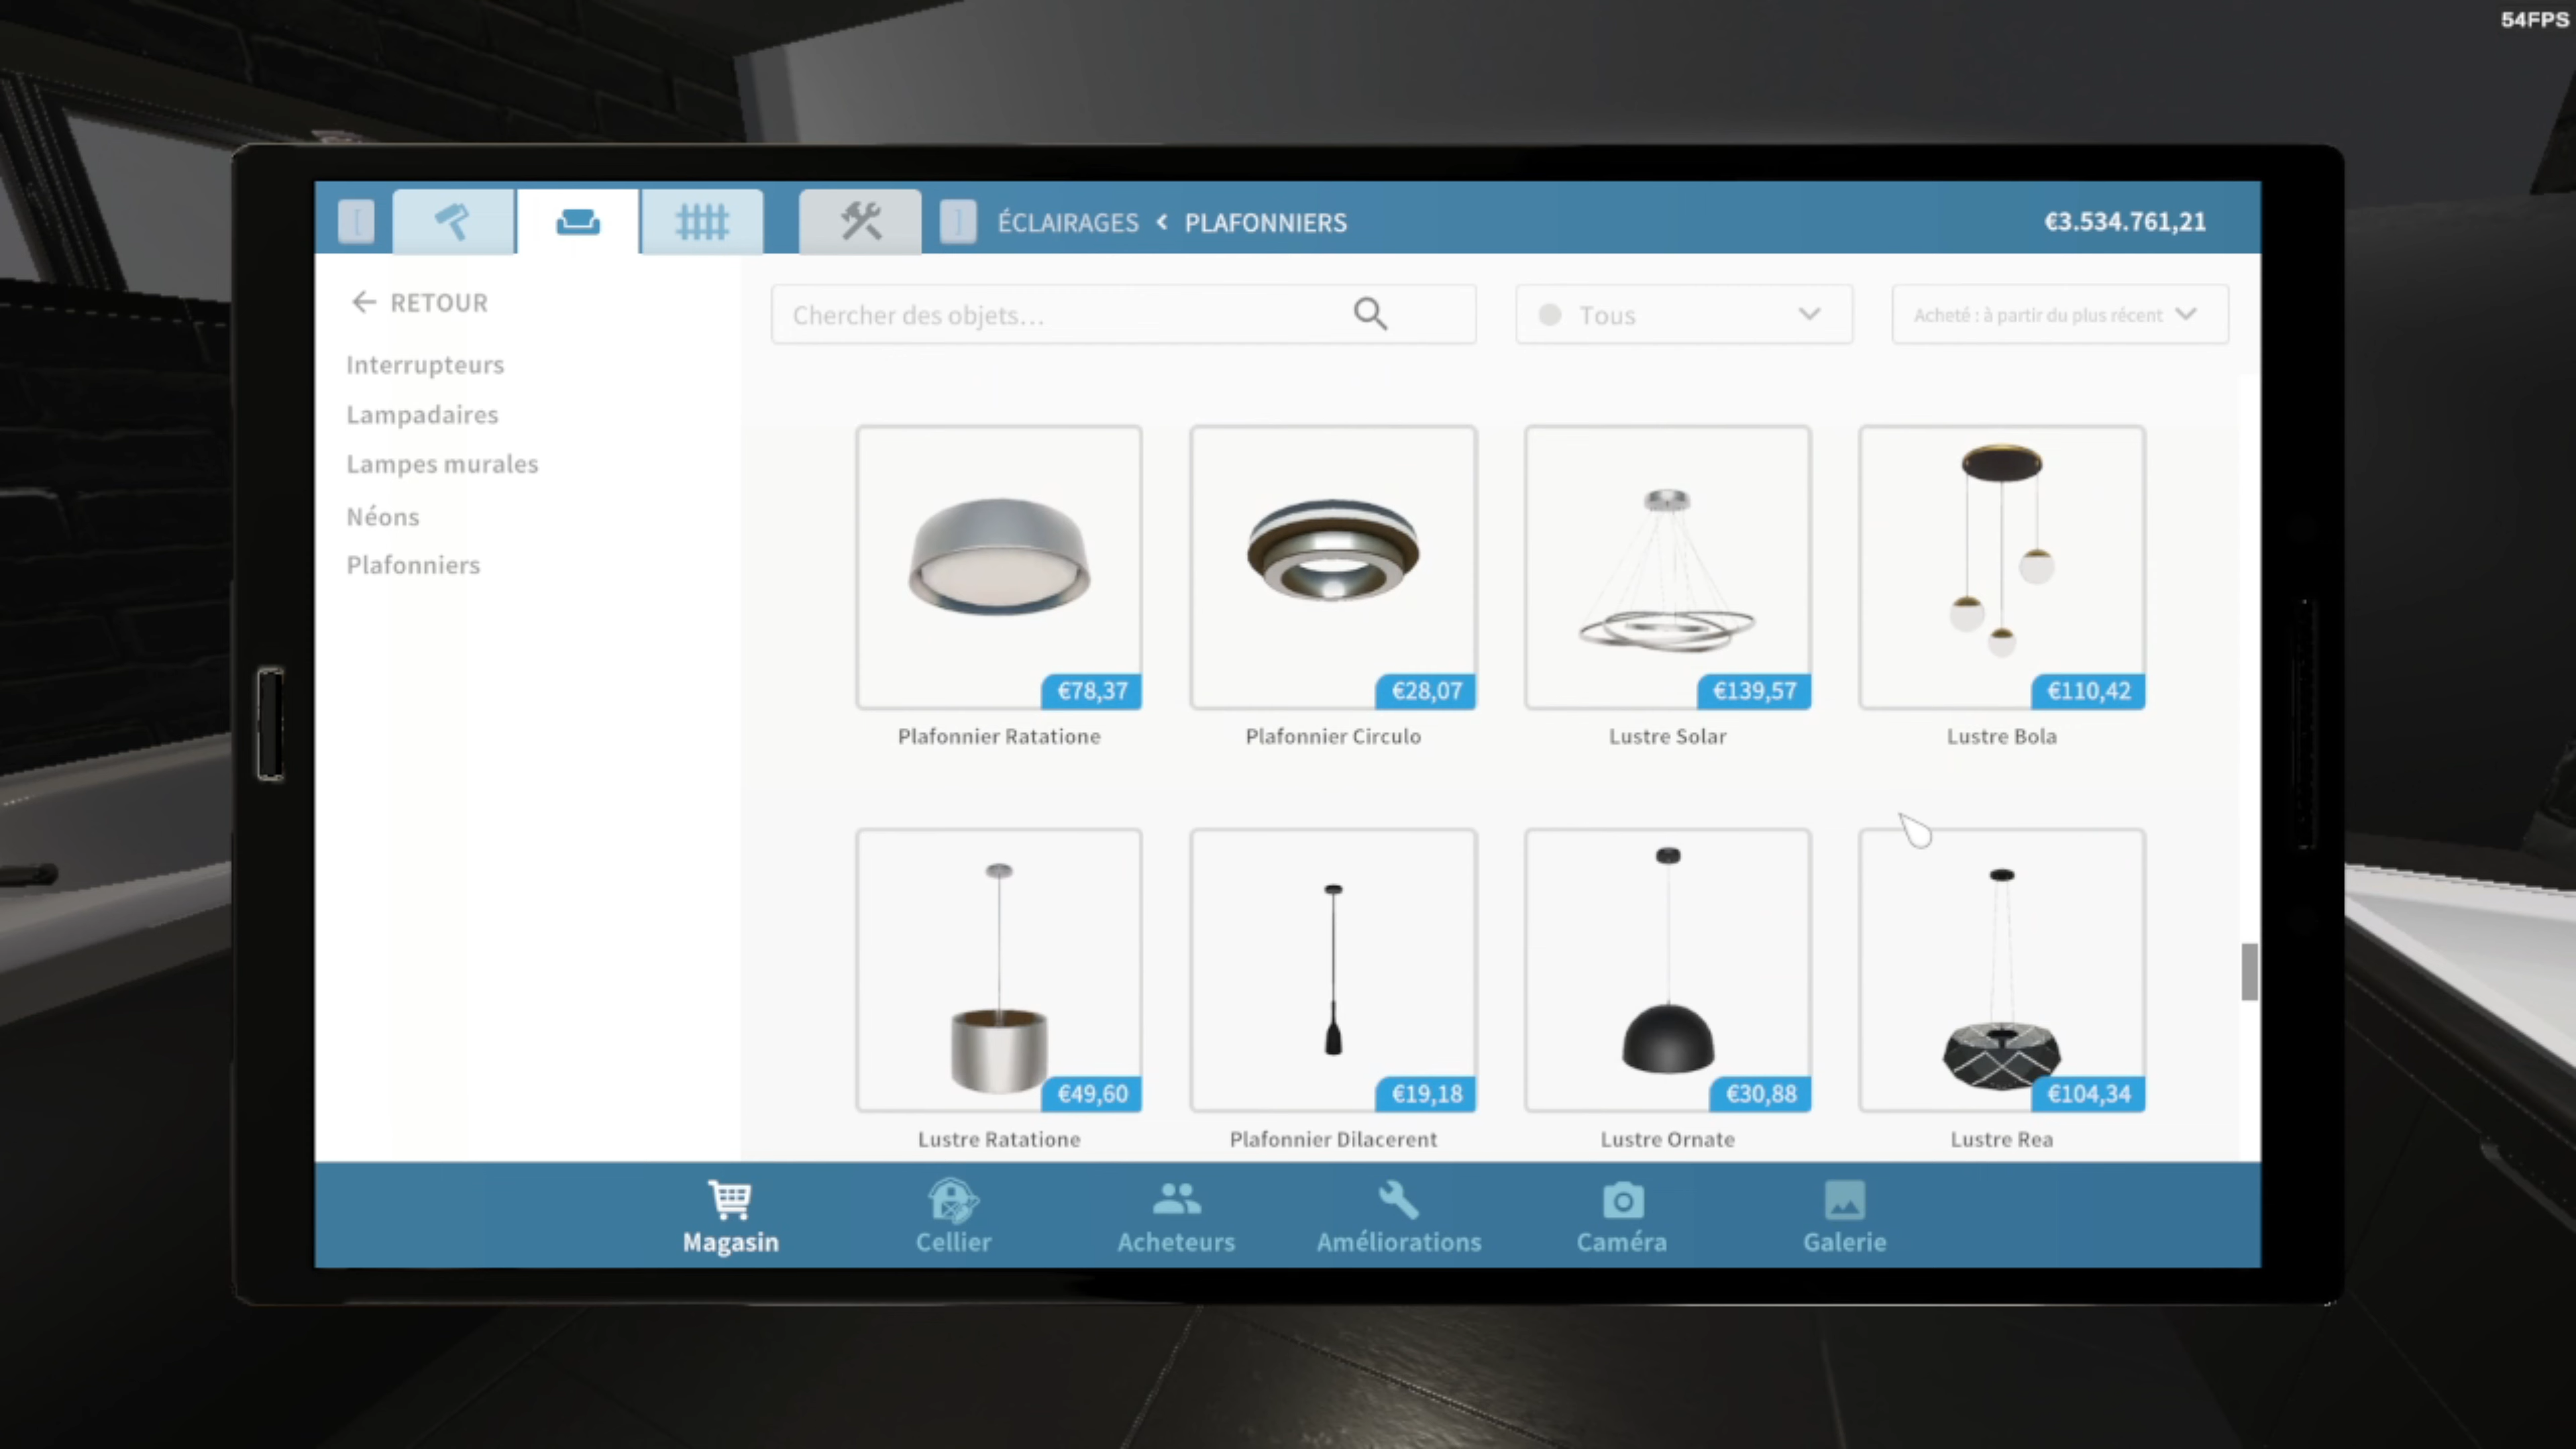 54FPS
[
]
ÉCLAIRAGES < PLAFONNIERS
€3.534.761,21
← RETOUR
Interrupteurs
Lampadaires
Lampes murales
Néons
Plafonniers
Chercher des objets...
Tous
Acheté : à partir du plus récent
€78,37
€28,07
€139,57
€110,42
Plafonnier Ratatione
Plafonnier Circulo
Lustre Solar
Lustre Bola
€49,60
€19,18
€30,88
€104,34
Lustre Ratatione
Plafonnier Dilacerent
Lustre Ornate
Lustre Rea
Magasin
Cellier
Acheteurs
Améliorations
Caméra
Galerie